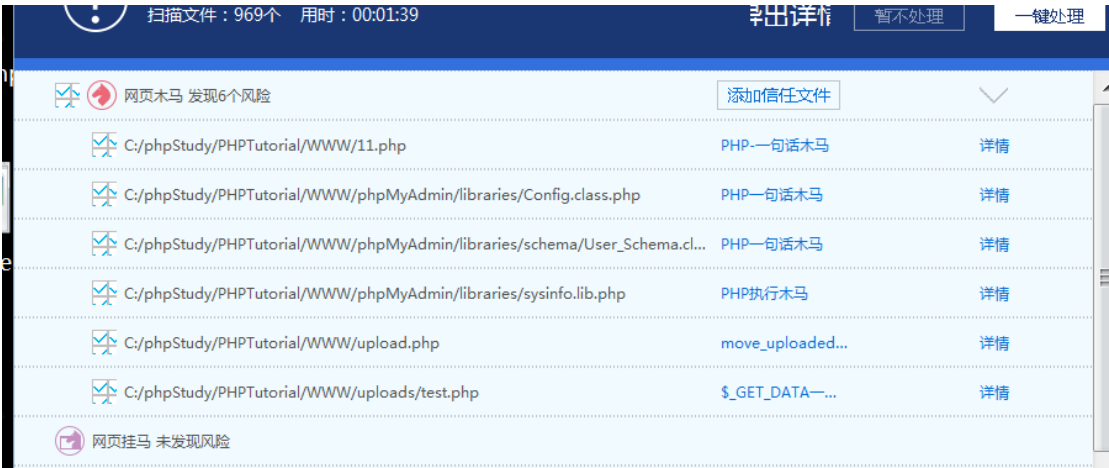 扫描文件：969个 用时：00:01:39 暂不处理 一键处理
网页木马 发现6个风险 添加信任文件
C:/phpStudy/PHPTutorial/WWW/11.php PHP-一句话木马 详情
C:/phpStudy/PHPTutorial/WWW/phpMyAdmin/libraries/Config.class.php PHP一句话木马 详情
C:/phpStudy/PHPTutorial/WWW/phpMyAdmin/libraries/schema/User_Schema.cl... PHP一句话木马 详情
C:/phpStudy/PHPTutorial/WWW/phpMyAdmin/libraries/sysinfo.lib.php PHP执行木马 详情
C:/phpStudy/PHPTutorial/WWW/upload.php move_uploaded... 详情
C:/phpStudy/PHPTutorial/WWW/uploads/test.php $_GET_DATA一... 详情
网页挂马 未发现风险